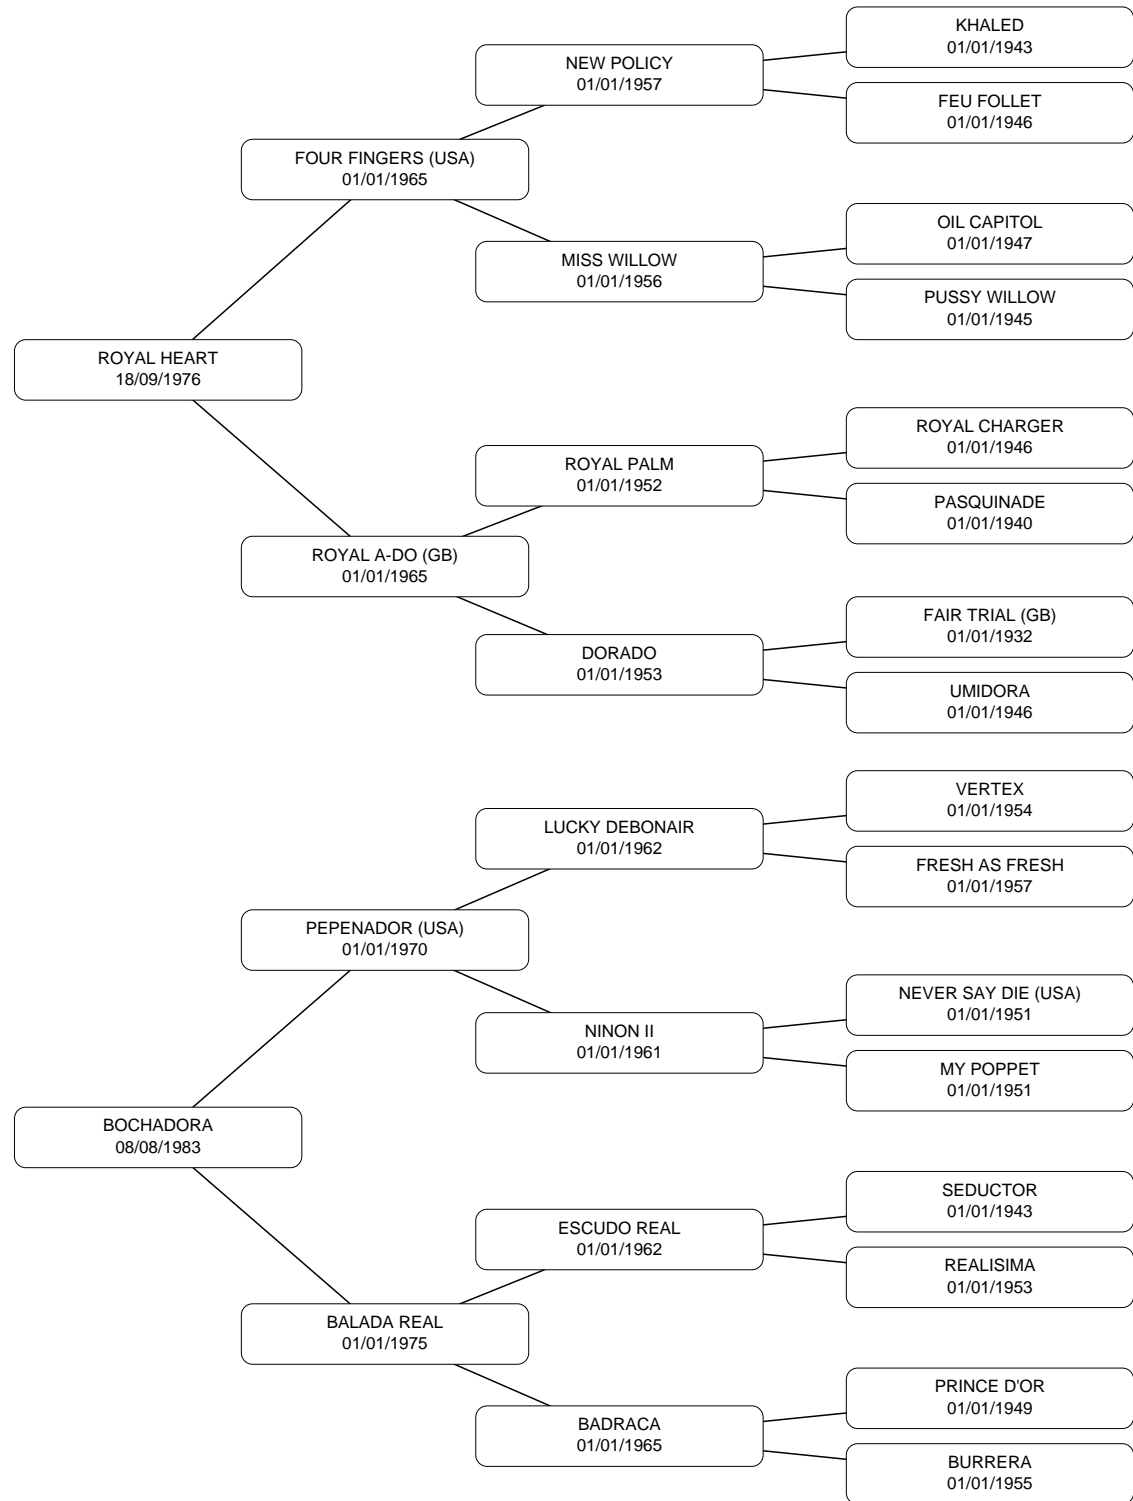 KHALED
01/01/1943
NEW POLICY
01/01/1957
FEU FOLLET
01/01/1946
FOUR FINGERS (USA)
01/01/1965
OIL CAPITOL
01/01/1947
MISS WILLOW
01/01/1956
PUSSY WILLOW
01/01/1945
ROYAL HEART
18/09/1976
ROYAL CHARGER
01/01/1946
ROYAL PALM
01/01/1952
PASQUINADE
01/01/1940
ROYAL A-DO (GB)
01/01/1965
FAIR TRIAL (GB)
01/01/1932
DORADO
01/01/1953
UMIDORA
01/01/1946
VERTEX
01/01/1954
LUCKY DEBONAIR
01/01/1962
FRESH AS FRESH
01/01/1957
PEPENADOR (USA)
01/01/1970
NEVER SAY DIE (USA)
01/01/1951
NINON II
01/01/1961
MY POPPET
01/01/1951
BOCHADORA
08/08/1983
SEDUCTOR
01/01/1943
ESCUDO REAL
01/01/1962
REALISIMA
01/01/1953
BALADA REAL
01/01/1975
PRINCE D'OR
01/01/1949
BADRACA
01/01/1965
BURRERA
01/01/1955